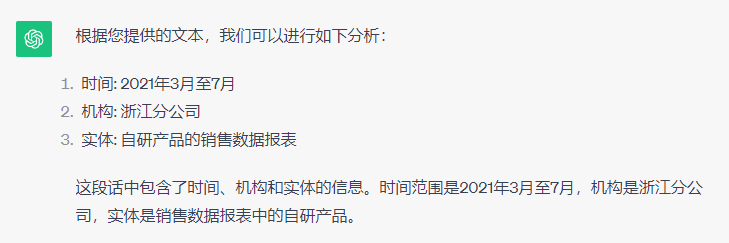 根据您提供的文本，我们可以进行如下分析：
1. 时间: 2021年3月至7月
2. 机构: 浙江分公司
3. 实体: 自研产品的销售数据报表
这段话中包含了时间、机构和实体的信息。时间范围是2021年3月至7月，机构是浙江分公
司，实体是销售数据报表中的自研产品。